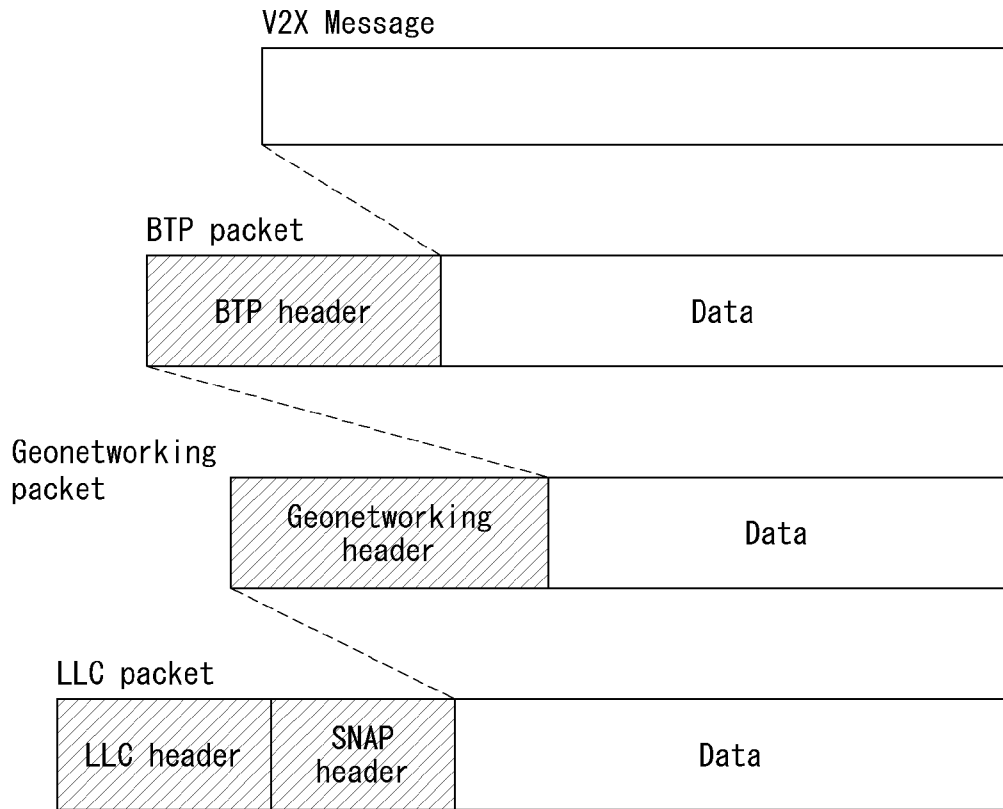 V2X Message
BTP packet
BTP header
Data
Geonetworking
packet
Geonetworking
header
Data
LLC packet
LLC header
SNAP
header
Data